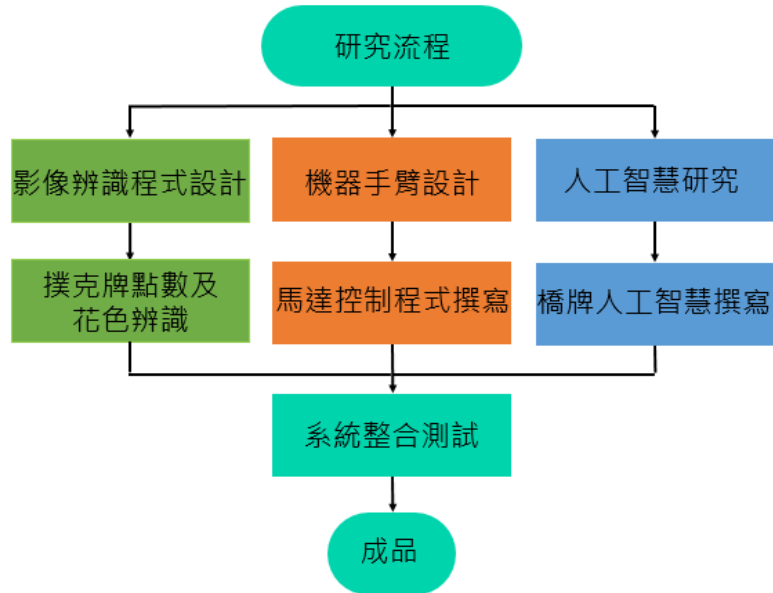 研究流程
影像辨識程式設計
機器手臂設計
人工智慧研究
撲克牌點數及
花色辨識
馬達控制程式撰寫
橋牌人工智慧撰寫
系統整合測試
成品